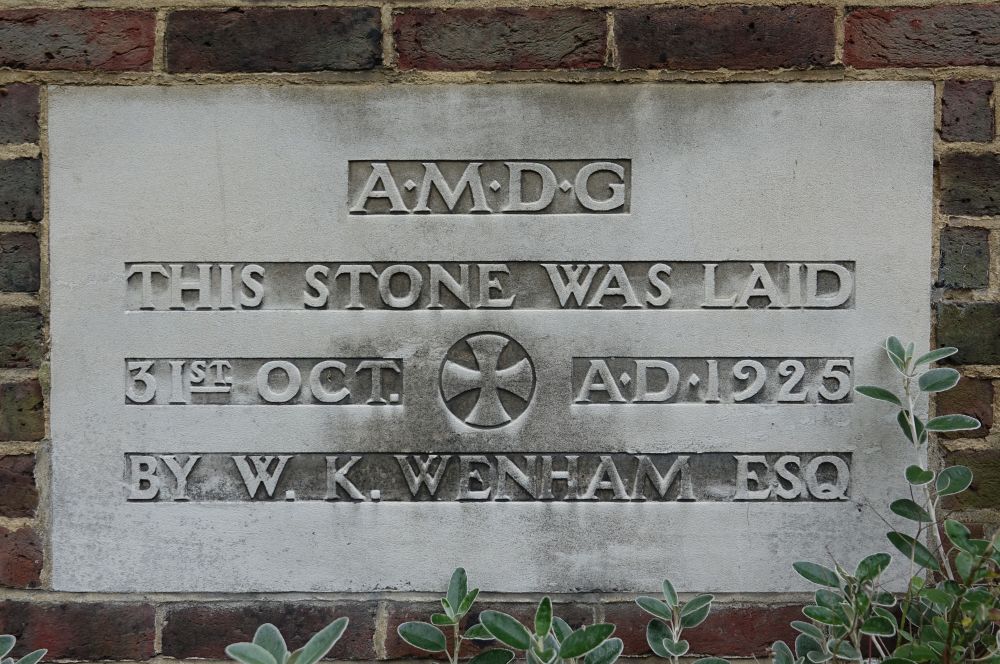 A·M·D·G
THIS STONE WAS LAID
31ST OCT. A·D·1925
BY W. K. WENHAM ESQ